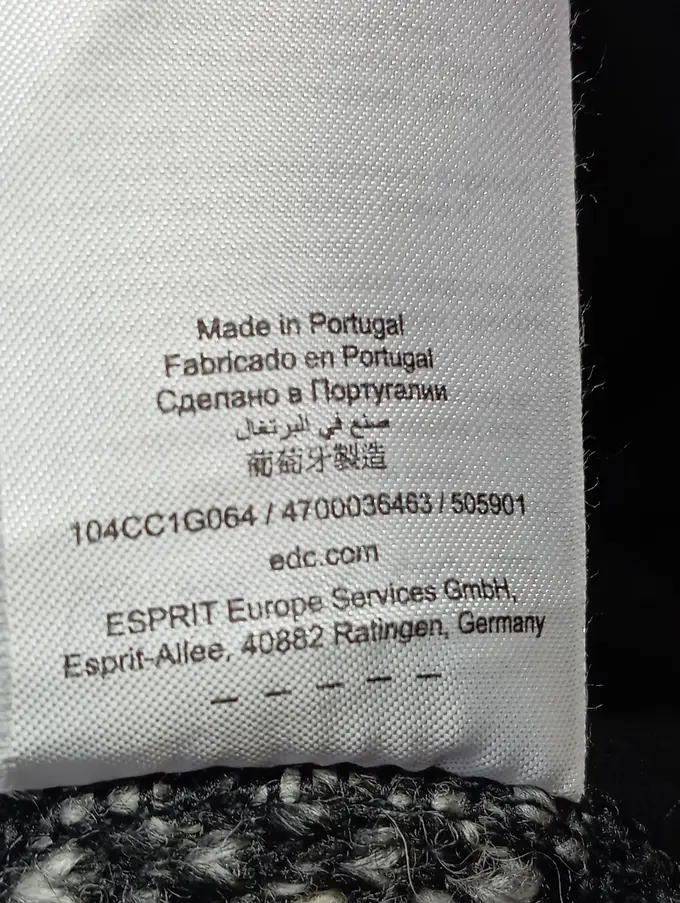 Made in Portugal
Fabricado en Portugal
Сделано в Португалии
صنع في البرتغال
葡萄牙製造
104CC1G064 / 4700036463 / 505901
edc.com
ESPRIT Europe Services GmbH,
Esprit-Allee, 40882 Ratingen, Germany
– – – – –